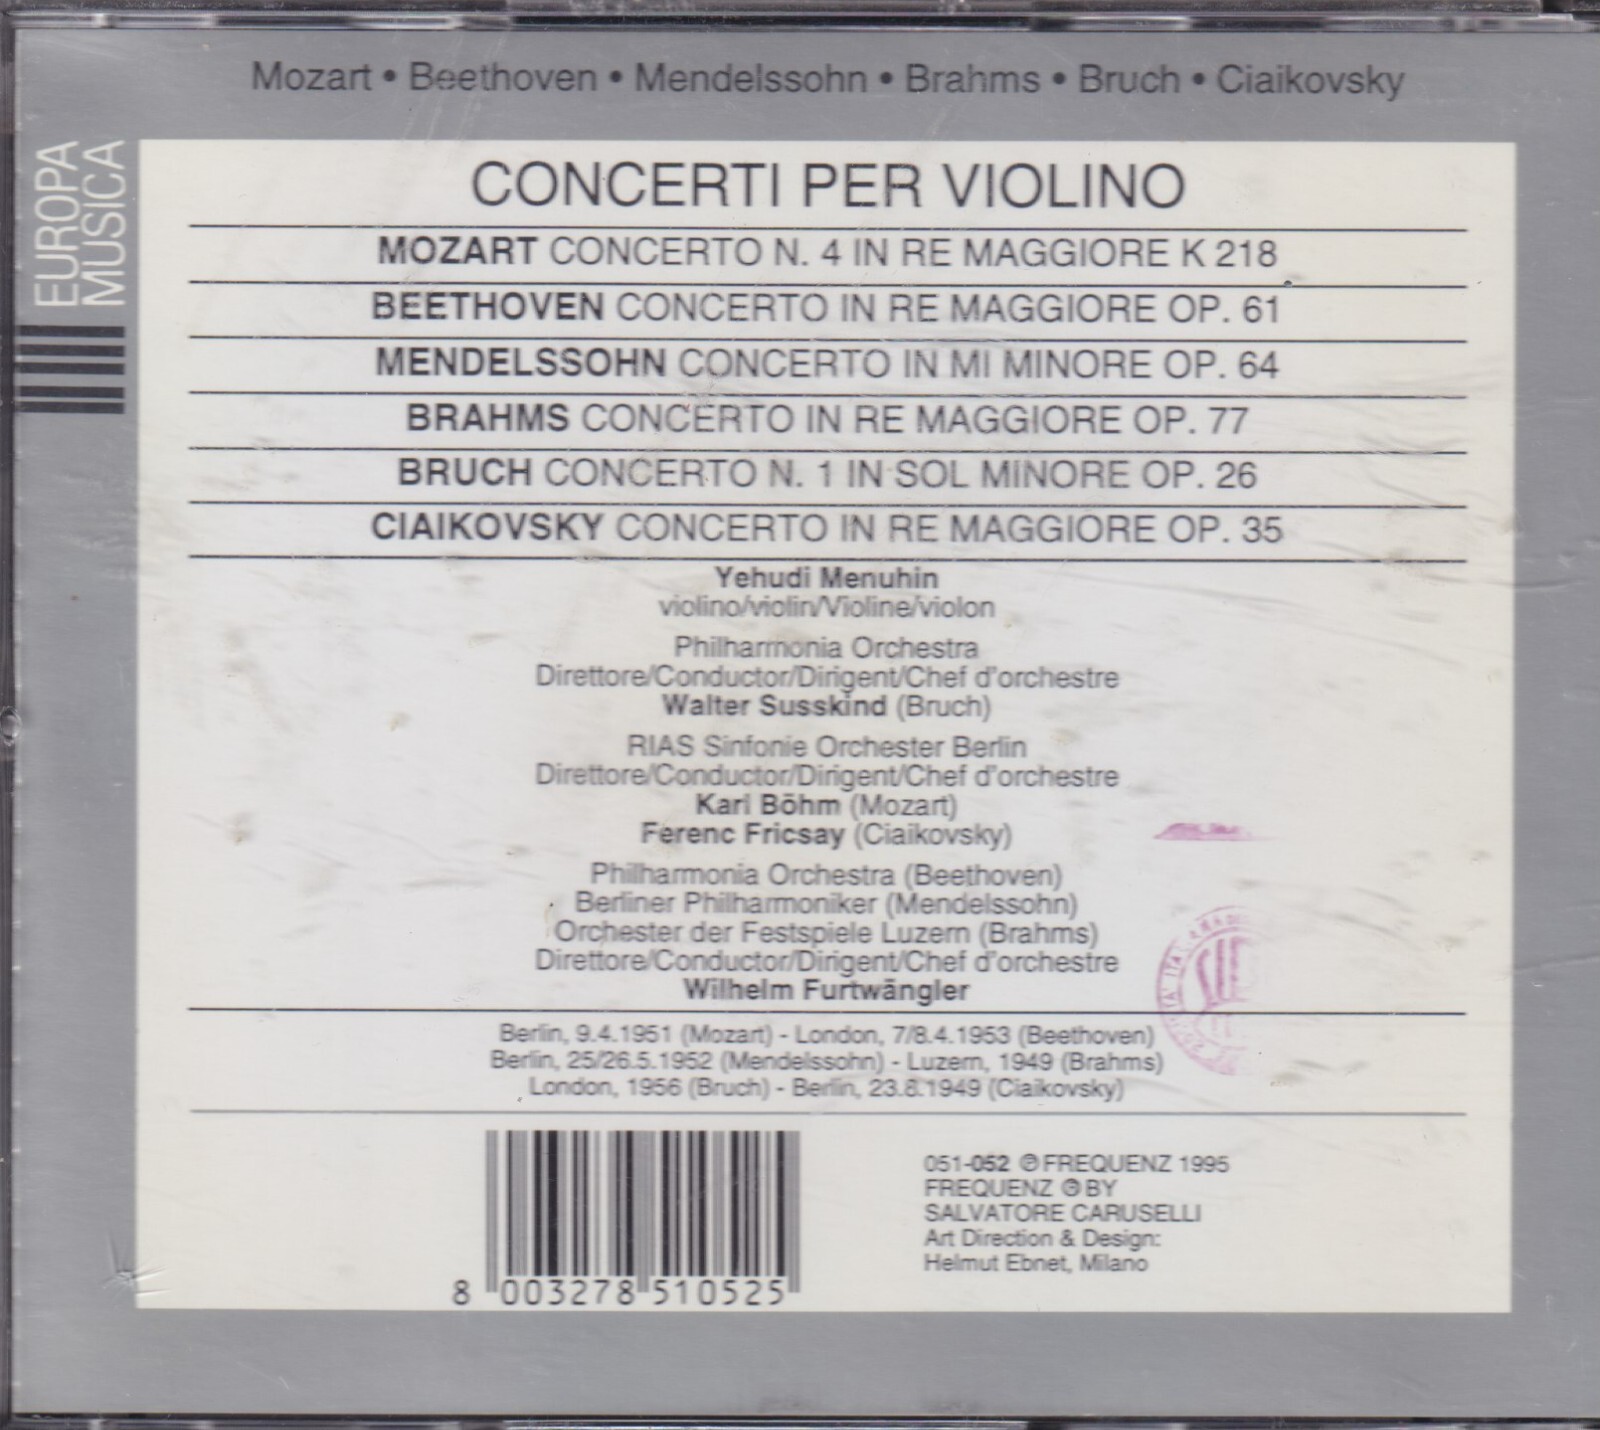 Mozart • Beethoven • Mendelssohn • Brahms • Bruch • Ciaikovsky
EUROPA
MUSICA
CONCERTI PER VIOLINO
MOZART CONCERTO N. 4 IN RE MAGGIORE K 218
BEETHOVEN CONCERTO IN RE MAGGIORE OP. 61
MENDELSSOHN CONCERTO IN MI MINORE OP. 64
BRAHMS CONCERTO IN RE MAGGIORE OP. 77
BRUCH CONCERTO N. 1 IN SOL MINORE OP. 26
CIAIKOVSKY CONCERTO IN RE MAGGIORE OP. 35
Yehudi Menuhin
violino/violin/Violine/violon
Philharmonia Orchestra
Direttore/Conductor/Dirigent/Chef d'orchestre
Walter Susskind (Bruch)
RIAS Sinfonie Orchester Berlin
Direttore/Conductor/Dirigent/Chef d'orchestre
Karl Böhm (Mozart)
Ferenc Fricsay (Ciaikovsky)
Philharmonia Orchestra (Beethoven)
Berliner Philharmoniker (Mendelssohn)
Orchester der Festspiele Luzern (Brahms)
Direttore/Conductor/Dirigent/Chef d'orchestre
Wilhelm Furtwängler
Berlin, 9.4.1951 (Mozart) - London, 7/8.4.1953 (Beethoven)
Berlin, 25/26.5.1952 (Mendelssohn) - Luzern, 1949 (Brahms)
London, 1956 (Bruch) - Berlin, 23.8.1949 (Ciaikovsky)
8 003278 510525
051-052 ℗ FREQUENZ 1995
FREQUENZ ℗ BY
SALVATORE CARUSELLI
Art Direction & Design:
Helmut Ebnet, Milano